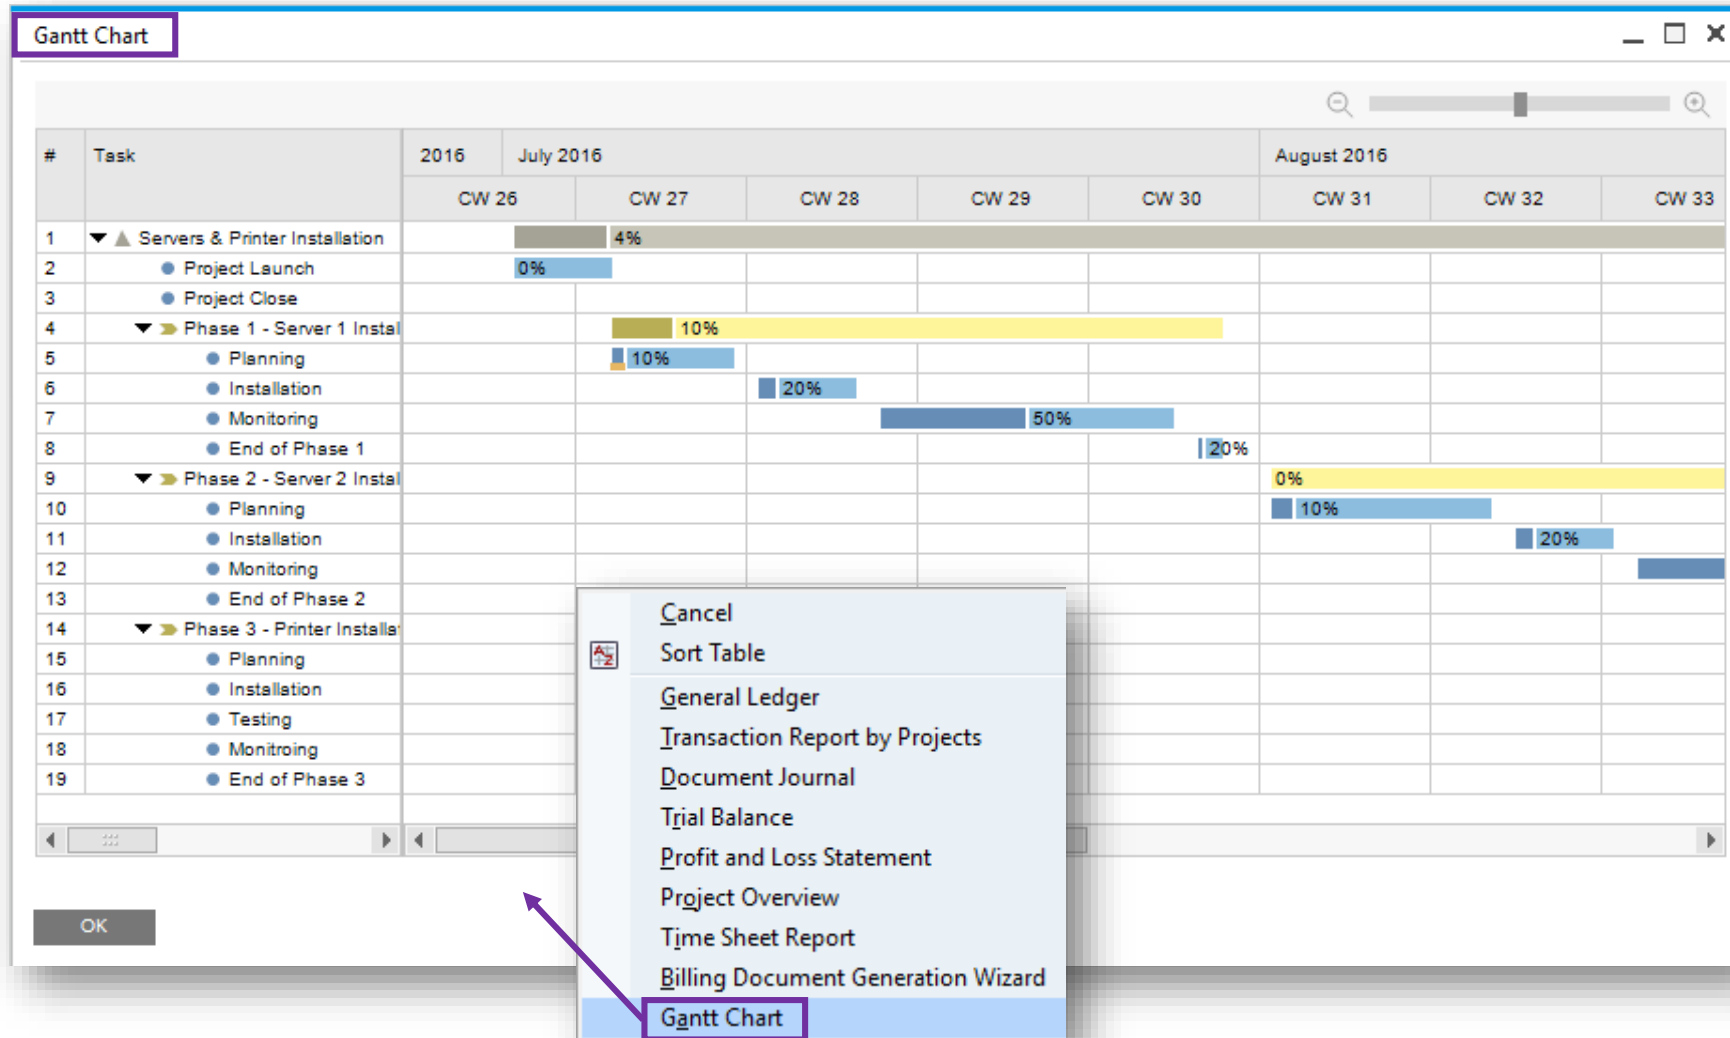 Gantt Chart
# Task 2016 July 2016 August 2016
CW 26 CW 27 CW 28 CW 29 CW 30 CW 31 CW 32 CW 33
1 Servers & Printer Installation 4%
2 Project Launch 0%
3 Project Close
4 Phase 1 - Server 1 Instal 10%
5 Planning 10%
6 Installation 20%
7 Monitoring 50%
8 End of Phase 1 20%
9 Phase 2 - Server 2 Instal 0%
10 Planning 10%
11 Installation 20%
12 Monitoring
13 End of Phase 2
14 Phase 3 - Printer Installa
15 Planning
16 Installation
17 Testing
18 Monitroing
19 End of Phase 3
Cancel
Sort Table
General Ledger
Transaction Report by Projects
Document Journal
Trial Balance
Profit and Loss Statement
Project Overview
Time Sheet Report
Billing Document Generation Wizard
Gantt Chart
OK